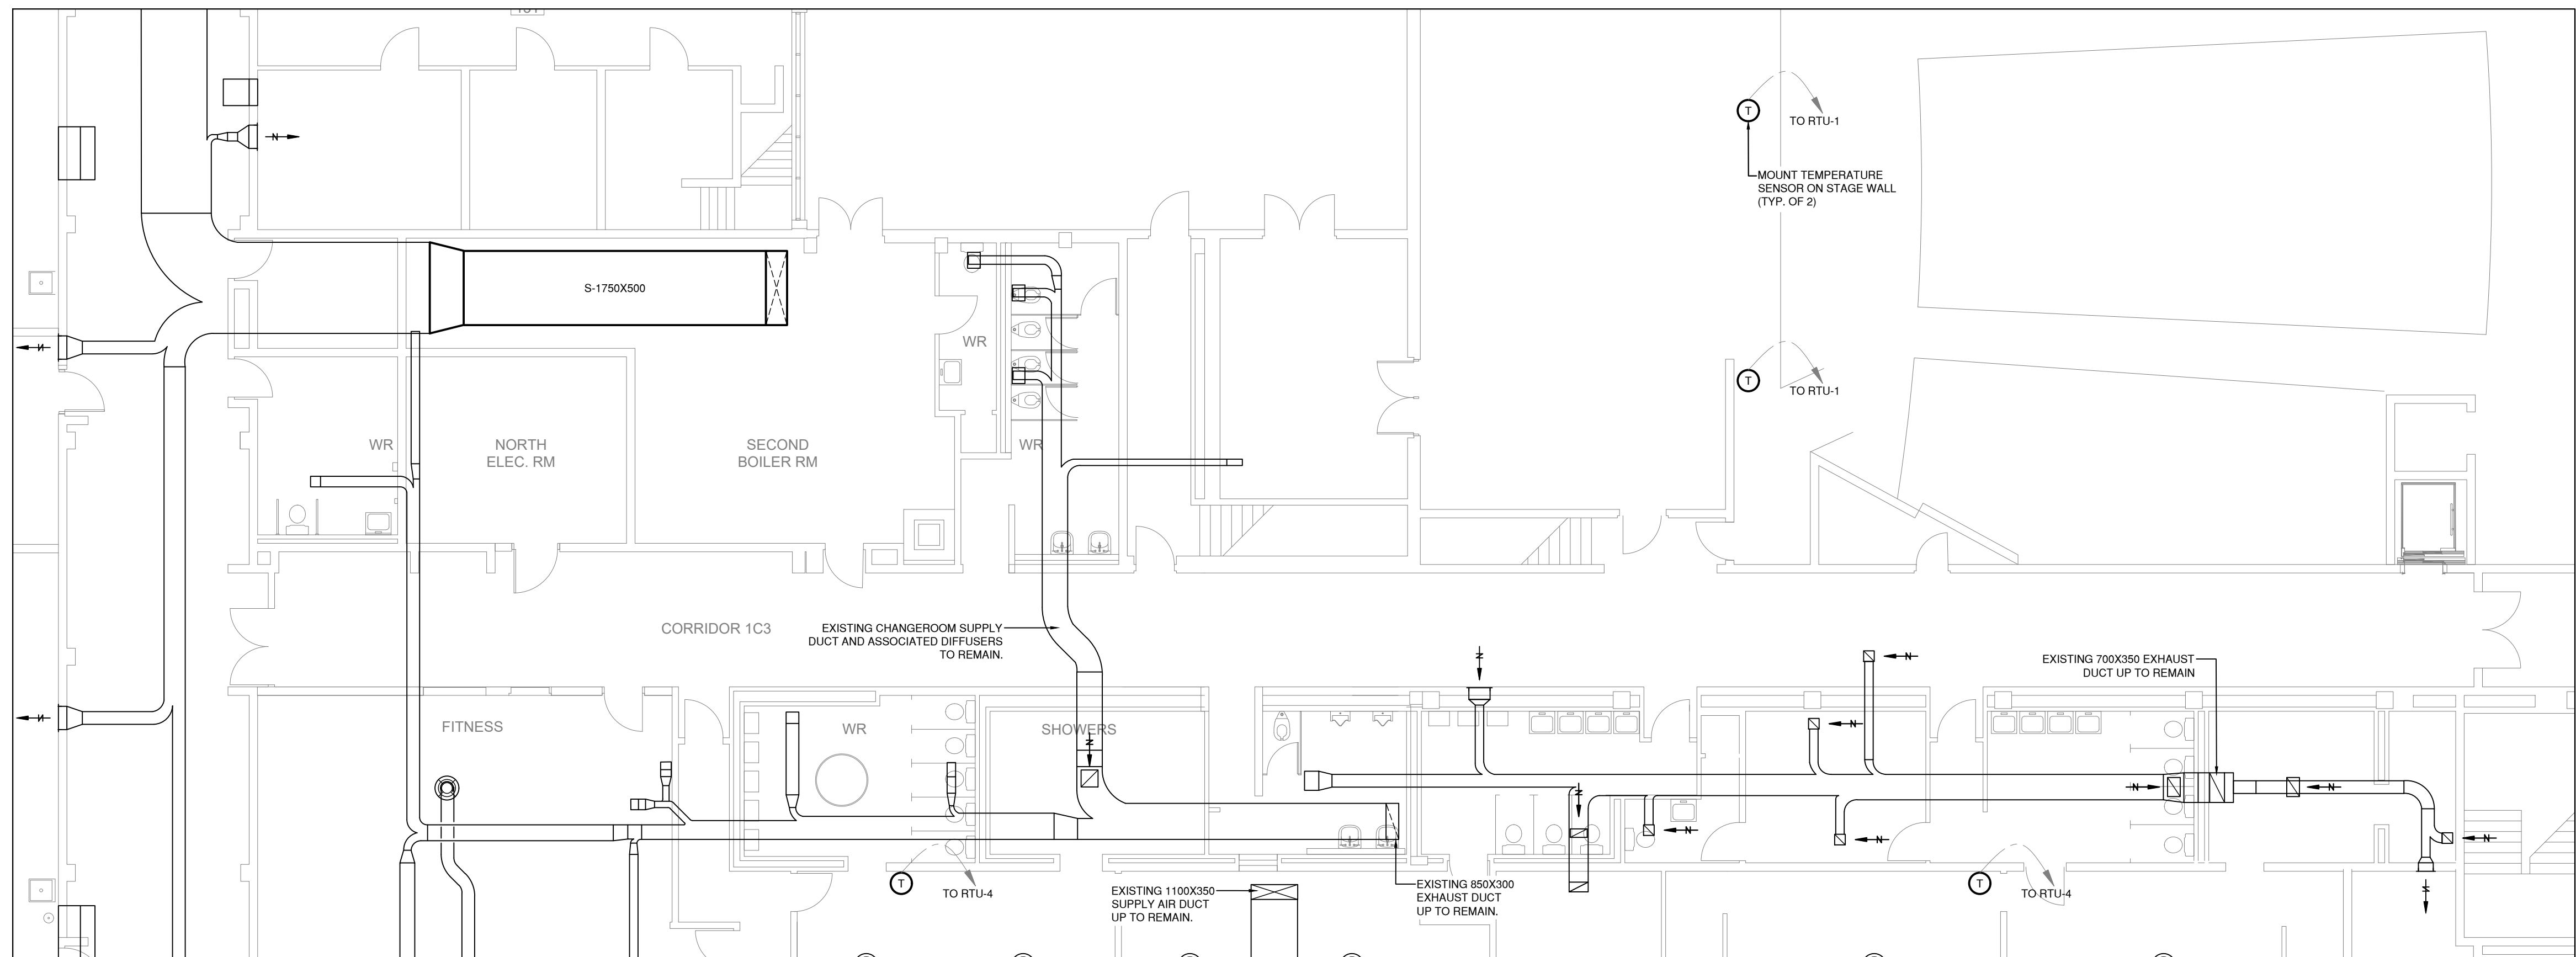 TO RTU-1
MOUNT TEMPERATURE
SENSOR ON STAGE WALL
(TYP. OF 2)
T
N
S-1750X500
N
WR
T
TO RTU-1
WR
NORTH
ELEC. RM
SECOND
BOILER RM
WR
CORRIDOR 1C3
EXISTING CHANGEROOM SUPPLY
DUCT AND ASSOCIATED DIFFUSERS
TO REMAIN.
N
N
EXISTING 700X350 EXHAUST
DUCT UP TO REMAIN
N
FITNESS
WR
SHOWERS
N
N
N
N
N
N
N
N
T
TO RTU-4
EXISTING 1100X350
SUPPLY AIR DUCT
UP TO REMAIN.
EXISTING 850X300
EXHAUST DUCT
UP TO REMAIN.
T
TO RTU-4
N